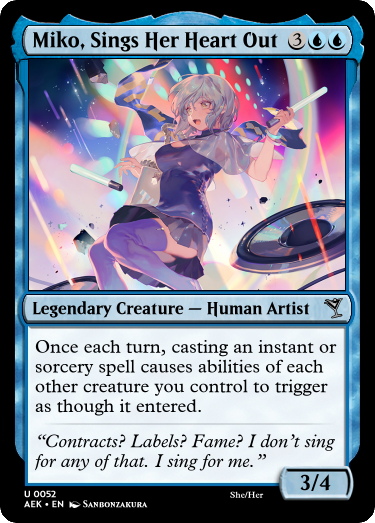 Miko, Sings Her Heart Out 3
Legendary Creature — Human Artist
Once each turn, casting an instant or
sorcery spell causes abilities of each
other creature you control to trigger
as though it entered.
“Contracts? Labels? Fame? I don’t sing
for any of that. I sing for me.”
3/4
U 0052
She/Her
AEK • EN Sanbonzakura